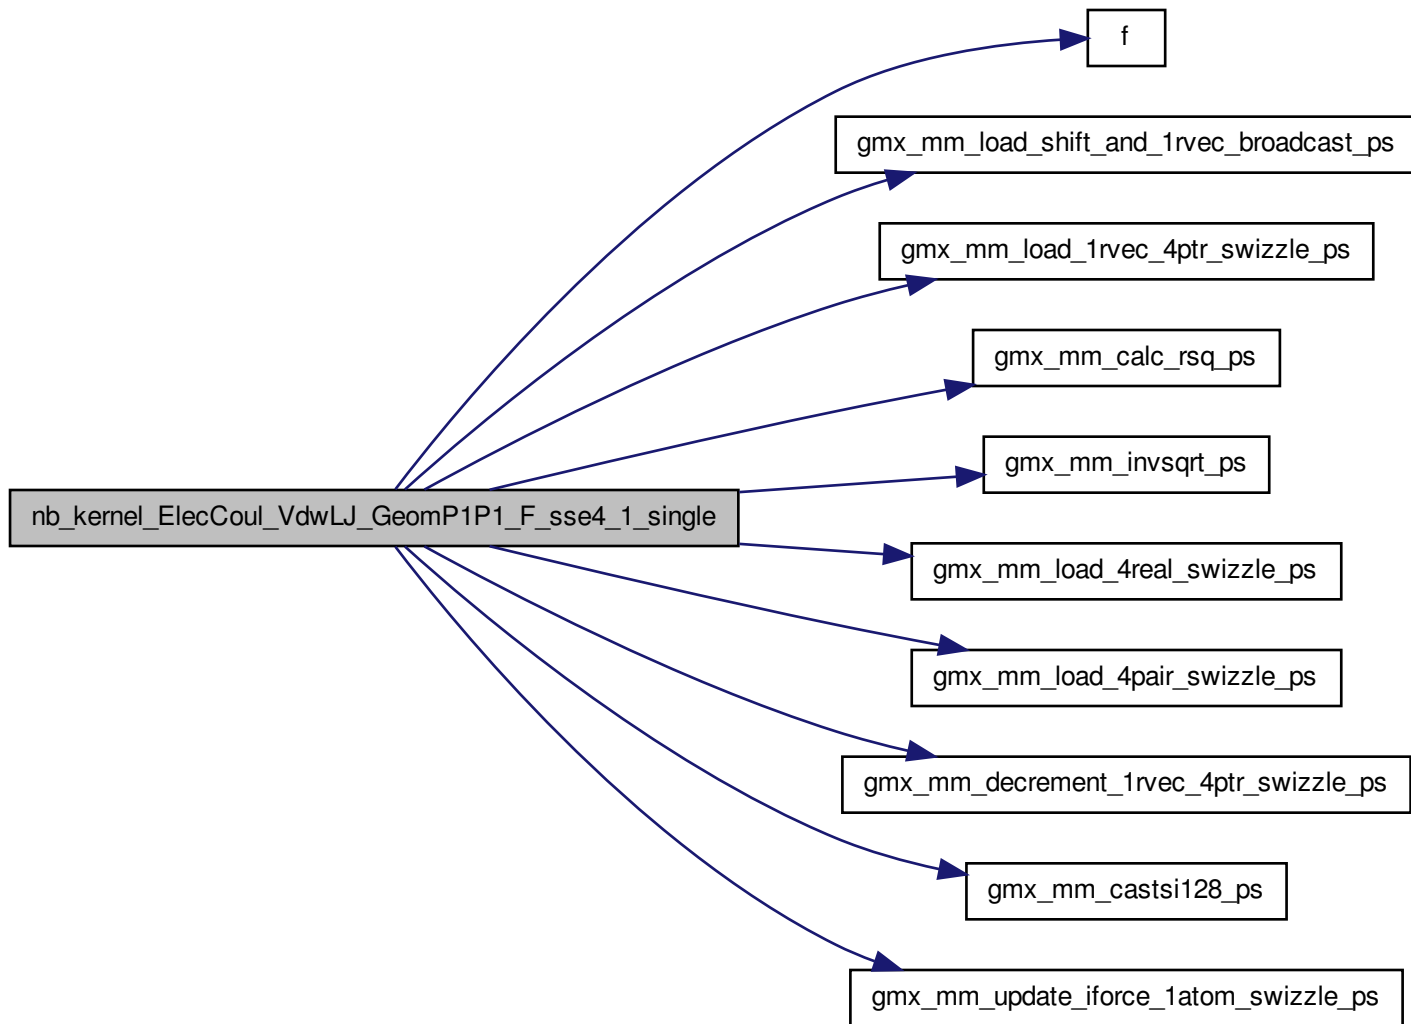 f
gmx_mm_load_shift_and_1rvec_broadcast_ps
gmx_mm_load_1rvec_4ptr_swizzle_ps
gmx_mm_calc_rsq_ps
gmx_mm_invsqrt_ps
nb_kernel_ElecCoul_VdwLJ_GeomP1P1_F_sse4_1_single
gmx_mm_load_4real_swizzle_ps
gmx_mm_load_4pair_swizzle_ps
gmx_mm_decrement_1rvec_4ptr_swizzle_ps
gmx_mm_castsi128_ps
gmx_mm_update_iforce_1atom_swizzle_ps